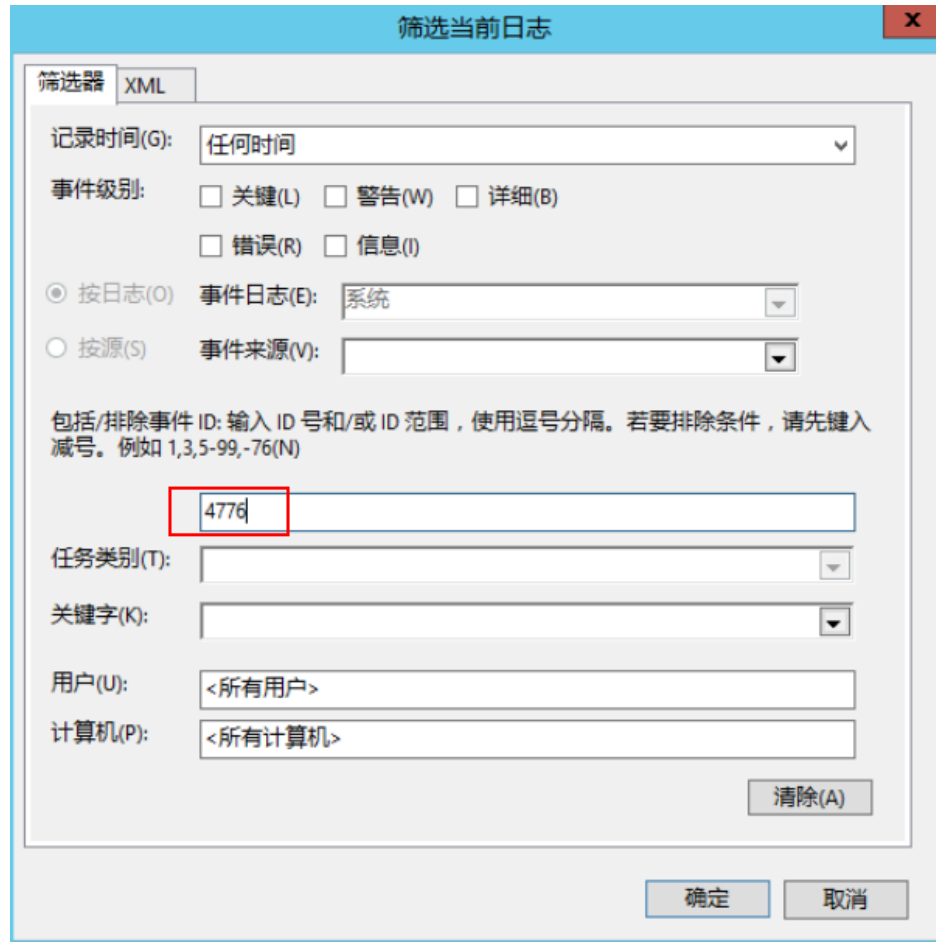 筛选当前日志
x
筛选器 XML
记录时间(G): 任何时间
事件级别: 关键(L) 警告(W) 详细(B)
错误(R) 信息(I)
按日志(O) 事件日志(E): 系统
按源(S) 事件来源(V):
包括/排除事件 ID: 输入 ID 号和/或 ID 范围，使用逗号分隔。若要排除条件，请先键入
减号。例如 1,3,5-99,-76(N)
4776
任务类别(T):
关键字(K):
用户(U): <所有用户>
计算机(P): <所有计算机>
清除(A)
确定 取消